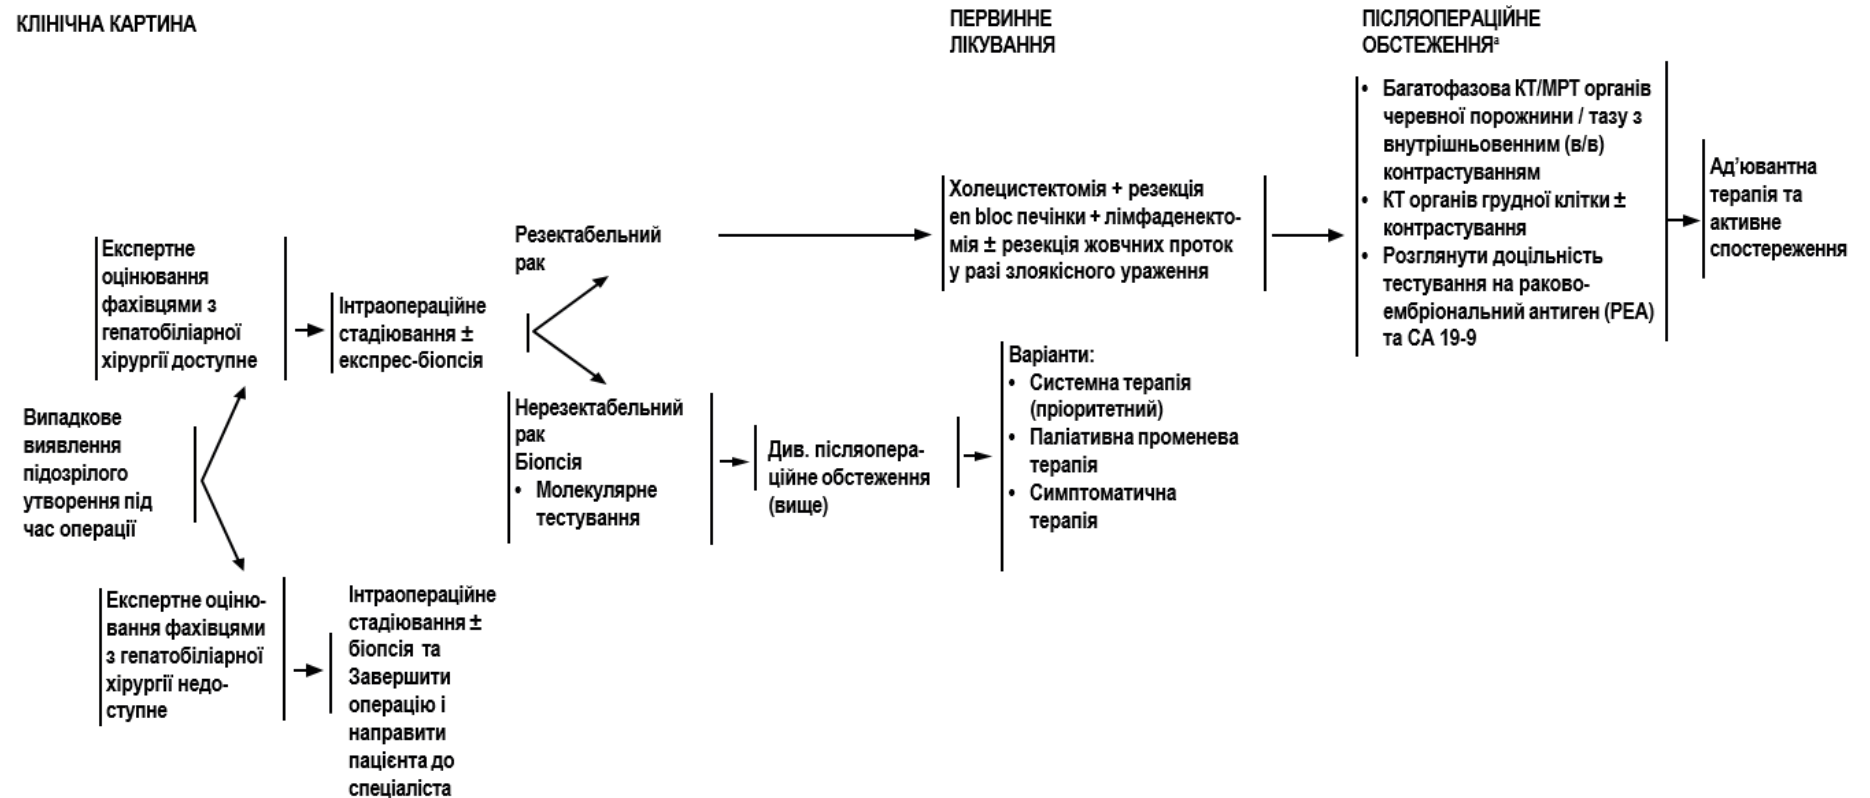 КЛІНІЧНА КАРТИНА
ПЕРВИННЕ
ЛІКУВАННЯ
ПІСЛЯОПЕРАЦІЙНЕ
ОБСТЕЖЕННЯª
Випадкове
виявлення
підозрілого
утворення під
час операції
Експертне
оцінювання
фахівцями з
гепатобіліарної
хірургії доступне
Інтраопераційне
стадіювання ±
експрес-біопсія
Резектабельний
рак
Холецистектомія + резекція
en bloc печінки + лімфаденекто-
мія ± резекція жовчних проток
у разі злоякісного ураження
• Багатофазова КТ/МРТ органів
черевної порожнини / тазу з
внутрішньовенним (в/в)
контрастуванням
• КТ органів грудної клітки ±
контрастування
• Розглянути доцільність
тестування на раково-
ембріональний антиген (РЕА)
та СА 19-9
Ад’ювантна
терапія та
активне
спостереження
Нерезектабельний
рак
Біопсія
• Молекулярне
тестування
Див. післяопера-
ційне обстеження
(вище)
Варіанти:
• Системна терапія
(пріоритетний)
• Паліативна променева
терапія
• Симптоматична
терапія
Експертне оціню-
вання фахівцями
з гепатобіліарної
хірургії недо-
ступне
Інтраопераційне
стадіювання ±
біопсія та
Завершити
операцію і
направити
пацієнта до
спеціаліста